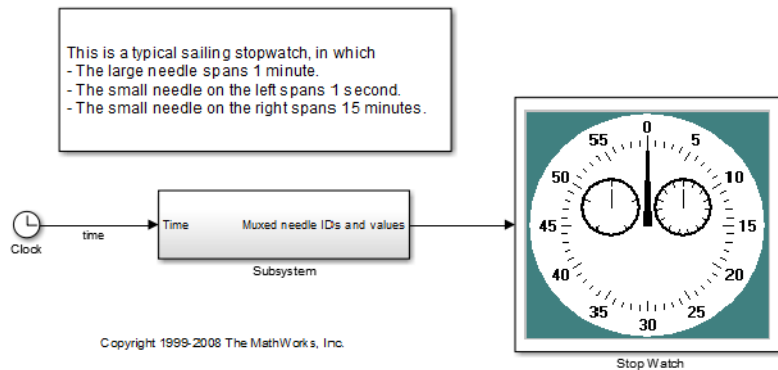 This is a typical sailing stopwatch, in which
- The large needle spans 1 minute.
- The small needle on the left spans 1 second.
- The small needle on the right spans 15 minutes.
0
55
5
50
10
45
15
40
20
35
25
30
Clock
time
Time
Muxed needle IDs and values
Subsystem
Stop Watch
Copyright 1999-2008 The MathWorks, Inc.